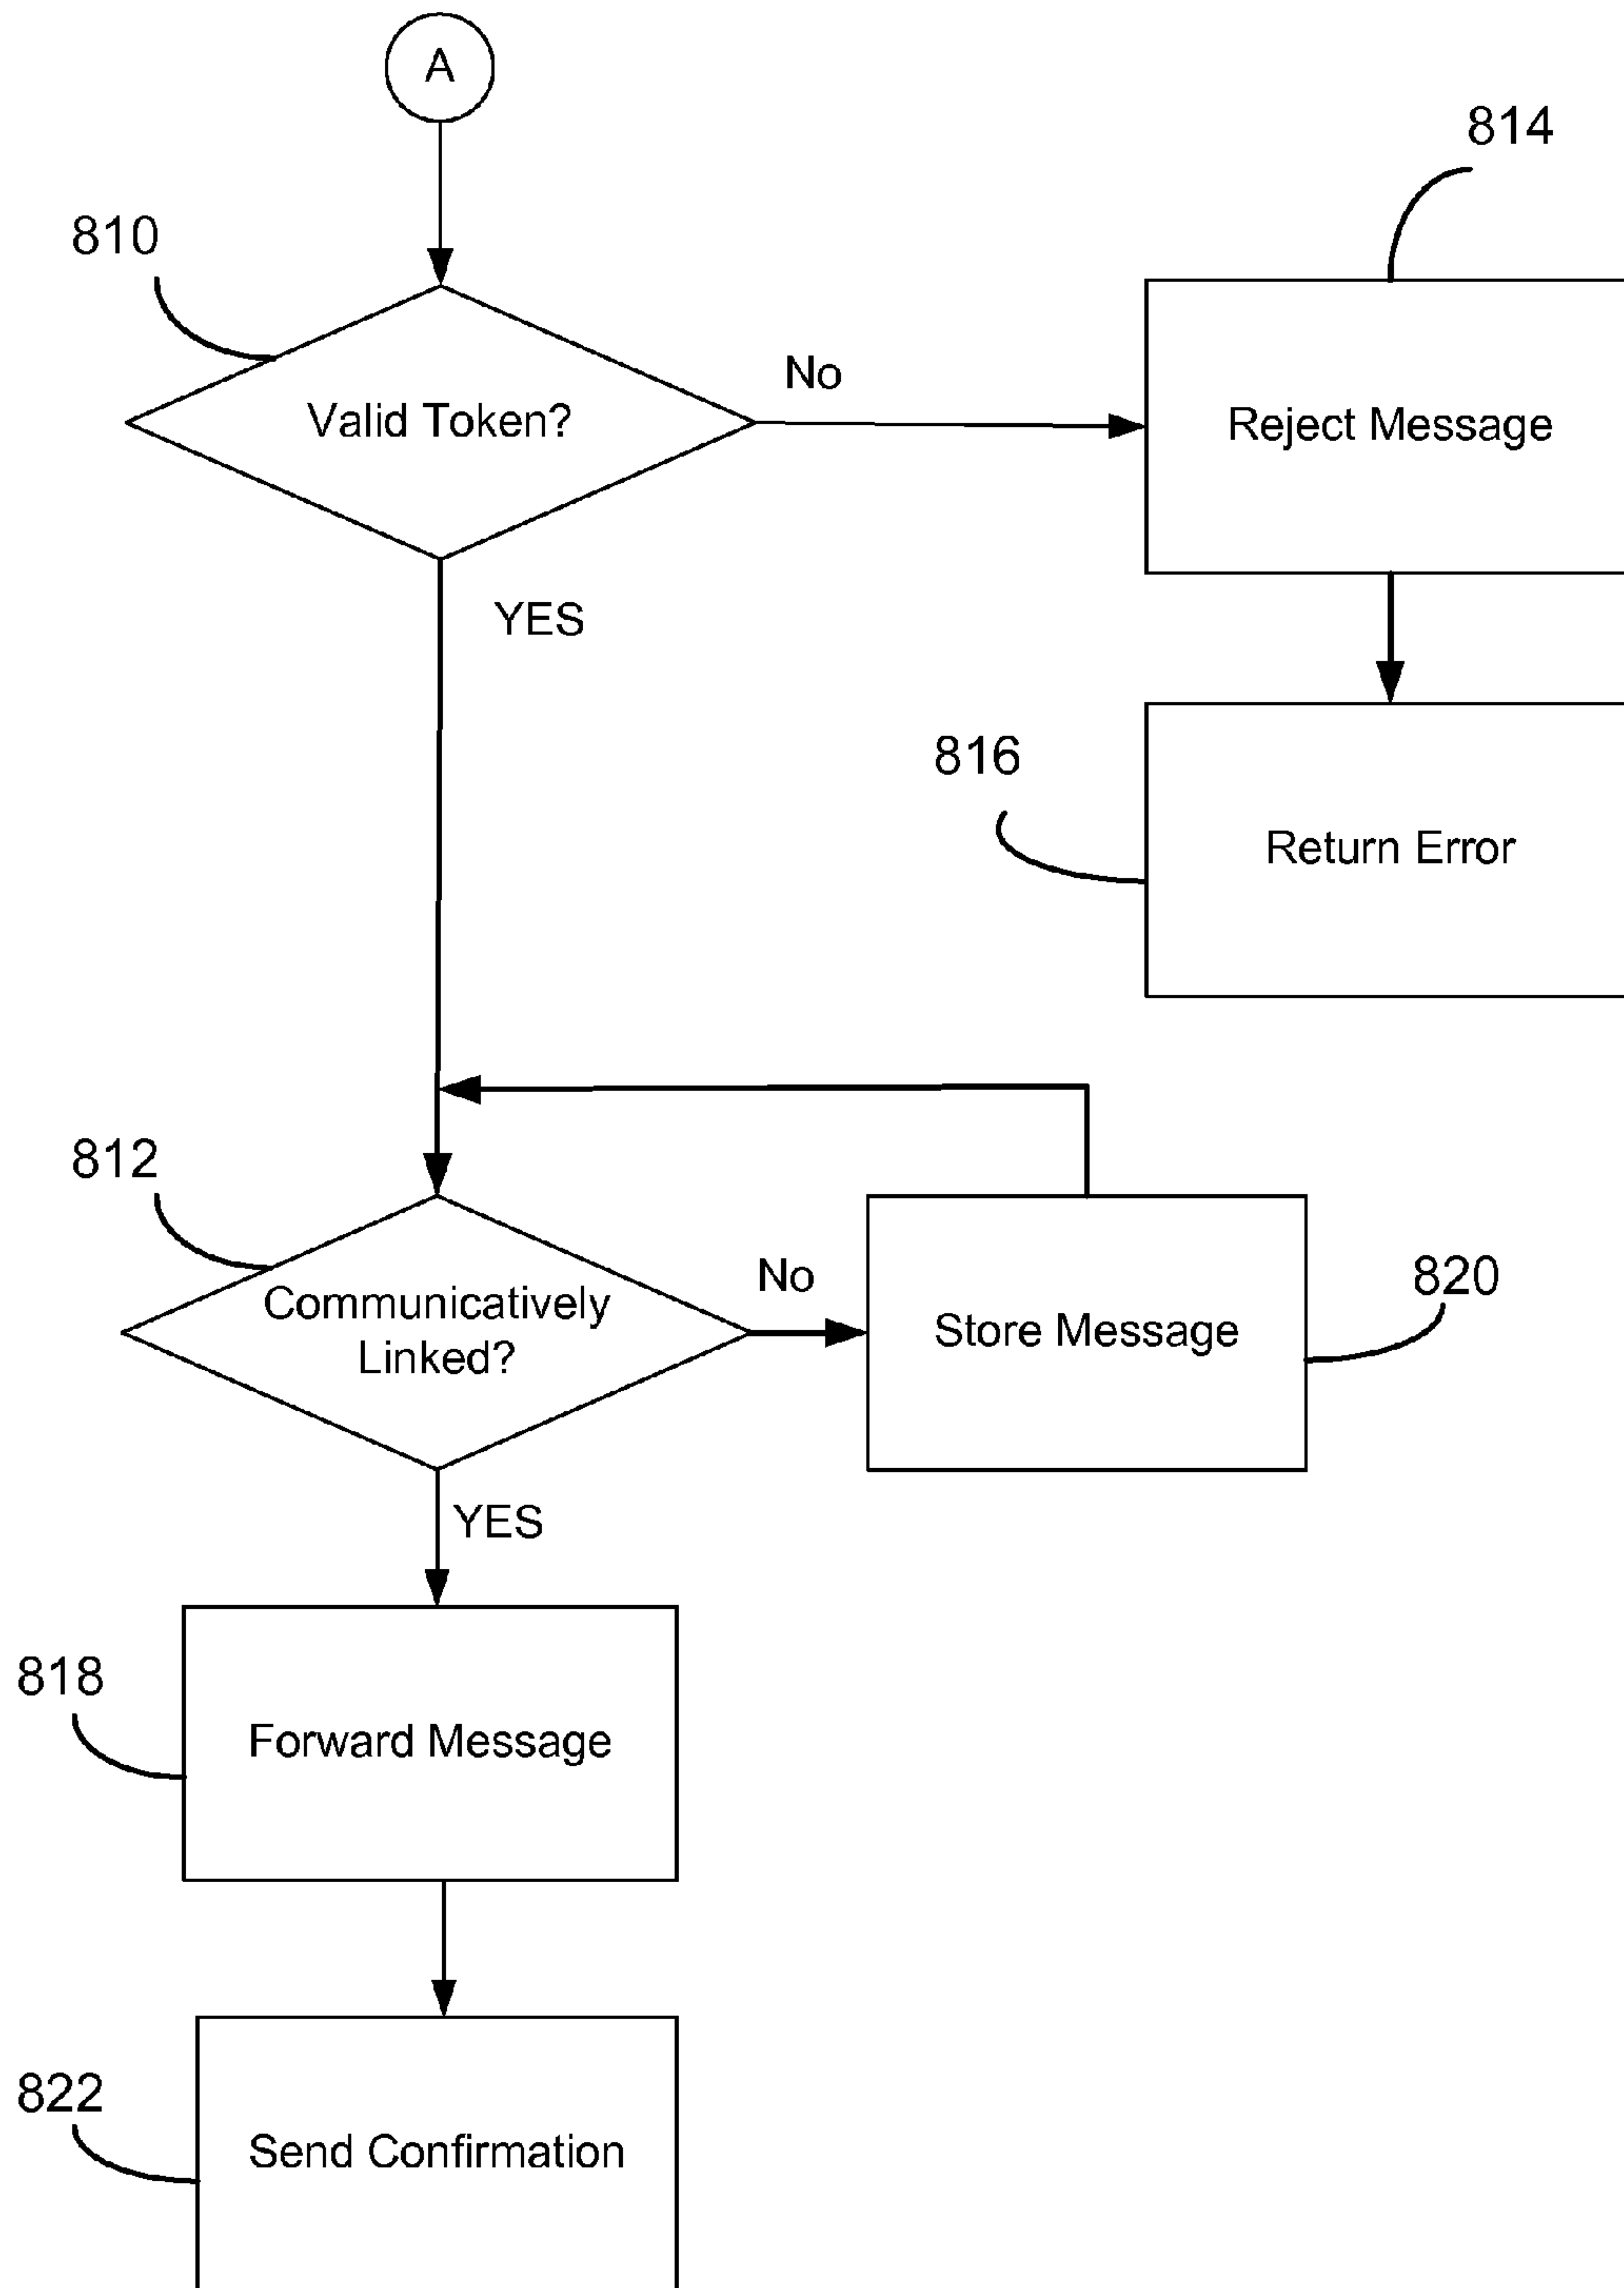 A
814
810
No
Valid Token?
Reject Message
YES
816
Return Error
812
No
820
Communicatively
Linked?
Store Message
YES
818
Forward Message
822
Send Confirmation